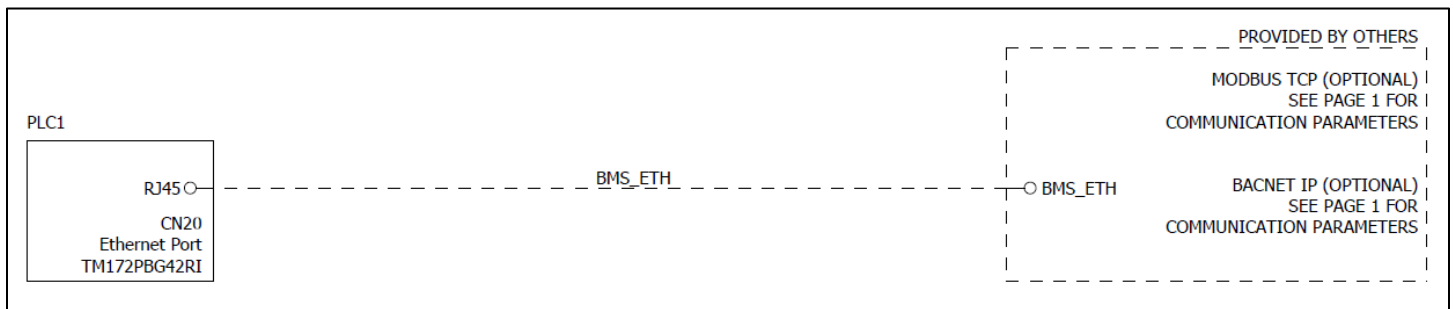 PROVIDED BY OTHERS
MODBUS TCP (OPTIONAL)
SEE PAGE 1 FOR
COMMUNICATION PARAMETERS
PLC1
RJ45
BMS_ETH
BMS_ETH
BACNET IP (OPTIONAL)
SEE PAGE 1 FOR
COMMUNICATION PARAMETERS
CN20
Ethernet Port
TM172PBG42RI